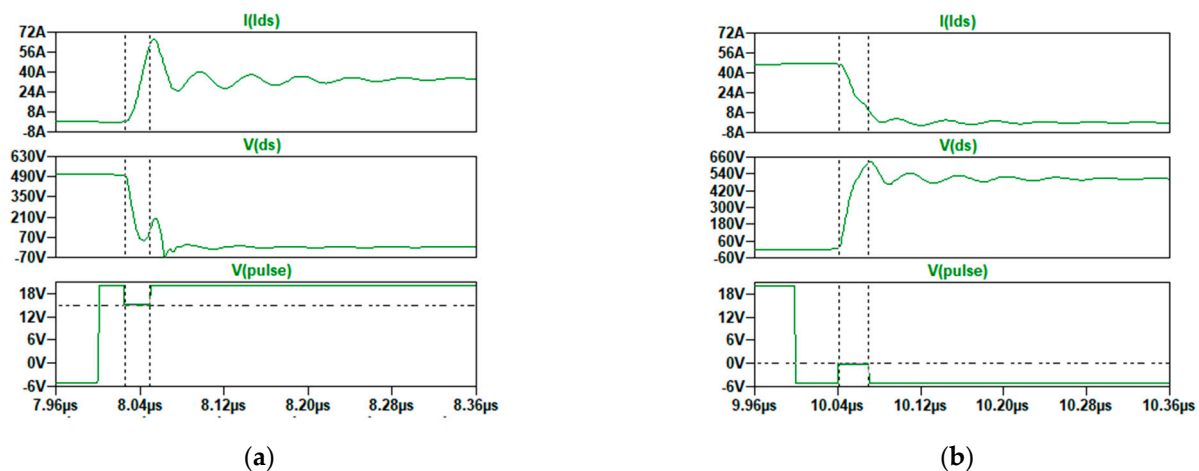 I(Ids)
72A
56A
40A
24A
8A
-8A
V(ds)
630V
490V
350V
210V
70V
-70V
V(pulse)
18V
12V
6V
0V
-6V
7.96µs 8.04µs 8.12µs 8.20µs 8.28µs 8.36µs
(a)
I(Ids)
72A
56A
40A
24A
8A
-8A
V(ds)
660V
540V
420V
300V
180V
60V
-60V
V(pulse)
18V
12V
6V
0V
-6V
9.96µs 10.04µs 10.12µs 10.20µs 10.28µs 10.36µs
(b)